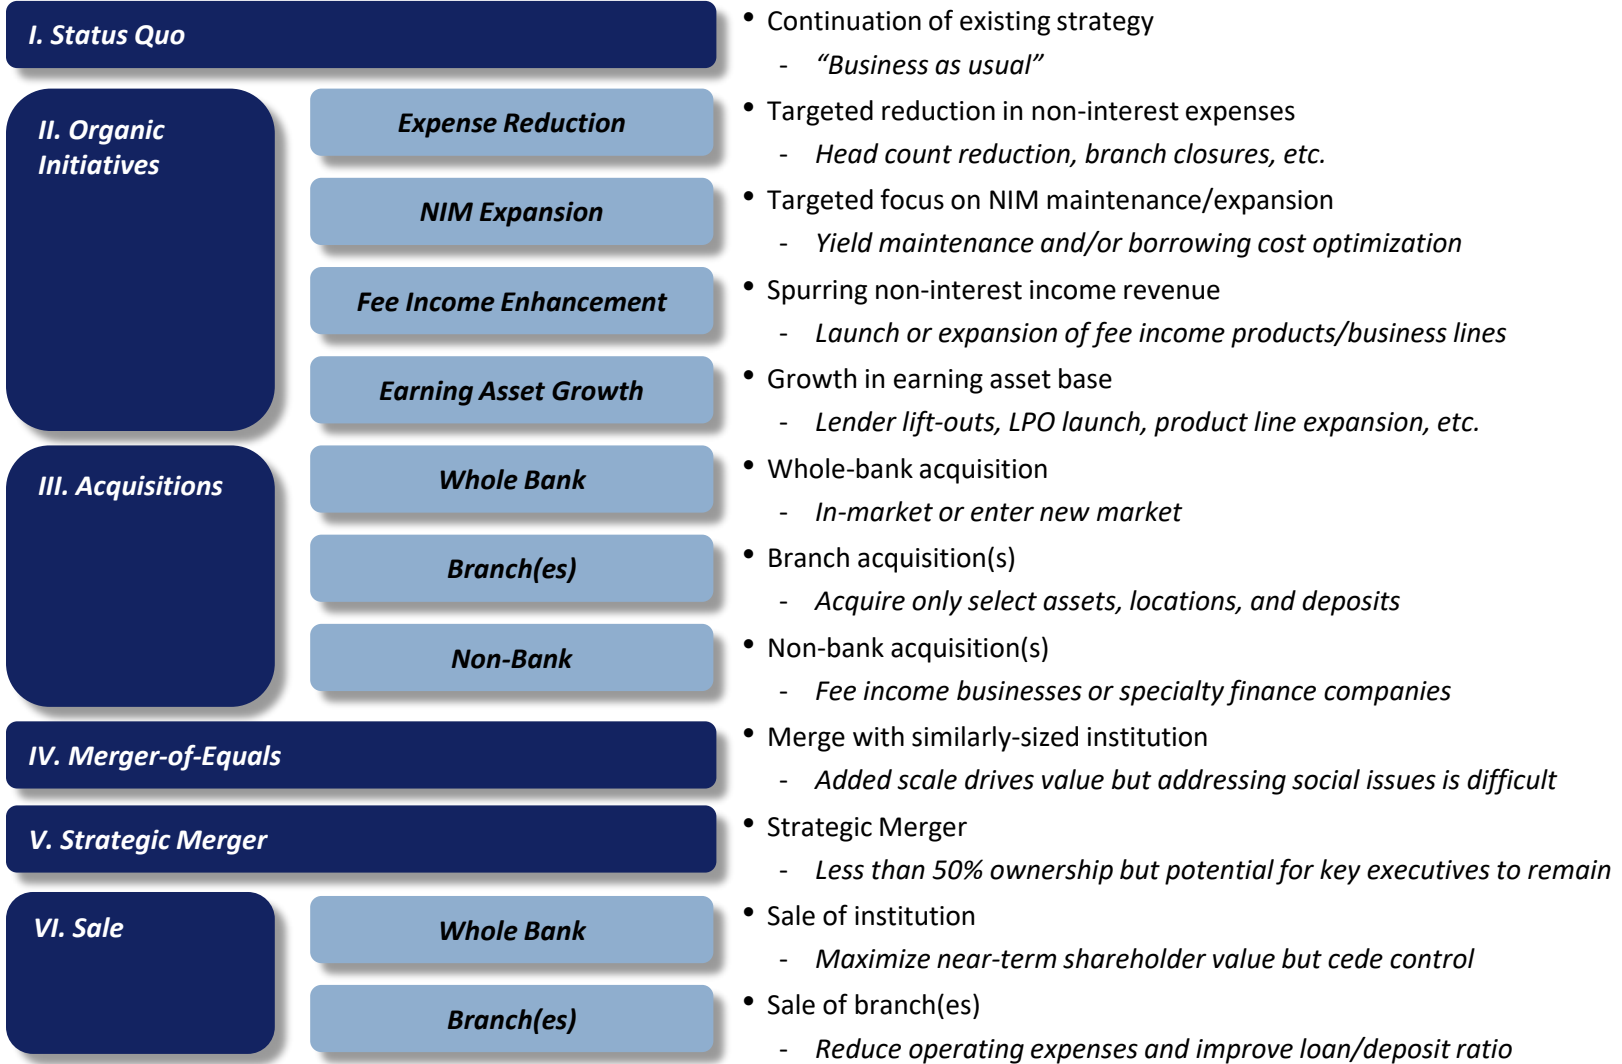 I. Status Quo
• Continuation of existing strategy
- “Business as usual”
II. Organic
Initiatives
Expense Reduction
• Targeted reduction in non-interest expenses
- Head count reduction, branch closures, etc.
NIM Expansion
• Targeted focus on NIM maintenance/expansion
- Yield maintenance and/or borrowing cost optimization
Fee Income Enhancement
• Spurring non-interest income revenue
- Launch or expansion of fee income products/business lines
Earning Asset Growth
• Growth in earning asset base
- Lender lift-outs, LPO launch, product line expansion, etc.
III. Acquisitions
Whole Bank
• Whole-bank acquisition
- In-market or enter new market
Branch(es)
• Branch acquisition(s)
- Acquire only select assets, locations, and deposits
Non-Bank
• Non-bank acquisition(s)
- Fee income businesses or specialty finance companies
IV. Merger-of-Equals
• Merge with similarly-sized institution
- Added scale drives value but addressing social issues is difficult
V. Strategic Merger
• Strategic Merger
- Less than 50% ownership but potential for key executives to remain
VI. Sale
Whole Bank
• Sale of institution
- Maximize near-term shareholder value but cede control
Branch(es)
• Sale of branch(es)
- Reduce operating expenses and improve loan/deposit ratio